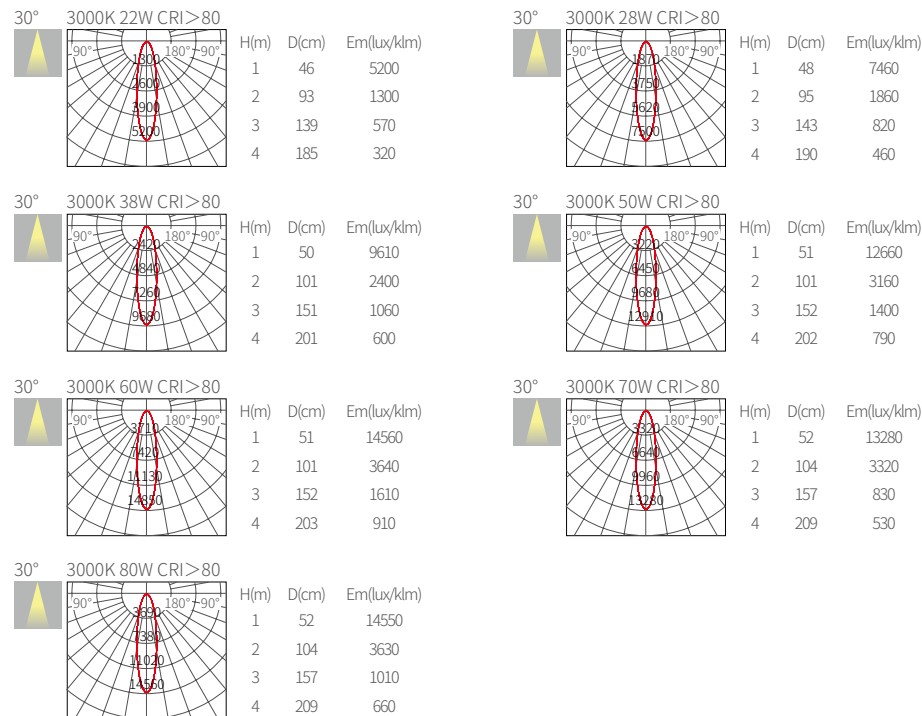 30° 3000K 22W CRI＞80
90° 180° 90°
1300
2600
3900
5200
H(m) D(cm) Em(lux/klm)
1 46 5200
2 93 1300
3 139 570
4 185 320
30° 3000K 28W CRI＞80
90° 180° 90°
1870
3750
5620
7500
H(m) D(cm) Em(lux/klm)
1 48 7460
2 95 1860
3 143 820
4 190 460
30° 3000K 38W CRI＞80
90° 180° 90°
2420
4840
7260
9680
H(m) D(cm) Em(lux/klm)
1 50 9610
2 101 2400
3 151 1060
4 201 600
30° 3000K 50W CRI＞80
90° 180° 90°
3220
6450
9680
12910
H(m) D(cm) Em(lux/klm)
1 51 12660
2 101 3160
3 152 1400
4 202 790
30° 3000K 60W CRI＞80
90° 180° 90°
3710
7420
11130
14850
H(m) D(cm) Em(lux/klm)
1 51 14560
2 101 3640
3 152 1610
4 203 910
30° 3000K 70W CRI＞80
90° 180° 90°
3320
6640
9960
13280
H(m) D(cm) Em(lux/klm)
1 52 13280
2 104 3320
3 157 830
4 209 530
30° 3000K 80W CRI＞80
90° 180° 90°
3690
7380
11020
14560
H(m) D(cm) Em(lux/klm)
1 52 14550
2 104 3630
3 157 1010
4 209 660